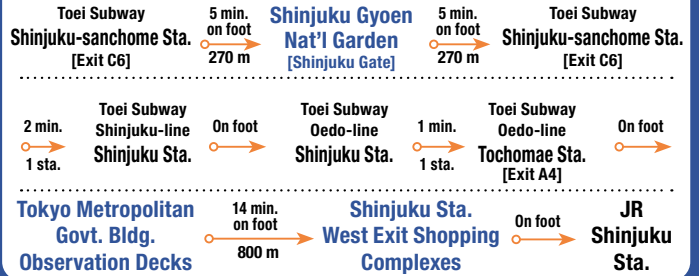 Toei Subway
Shinjuku-sanchome Sta.
[Exit C6]
5 min.
on foot
270 m
Shinjuku Gyoen
Nat'l Garden
[Shinjuku Gate]
5 min.
on foot
270 m
Toei Subway
Shinjuku-sanchome Sta.
[Exit C6]
2 min.
1 sta.
Toei Subway
Shinjuku-line
Shinjuku Sta.
On foot
Toei Subway
Oedo-line
Shinjuku Sta.
1 min.
1 sta.
Toei Subway
Oedo-line
Tochomae Sta.
[Exit A4]
On foot
Tokyo Metropolitan
Govt. Bldg.
Observation Decks
14 min.
on foot
800 m
Shinjuku Sta.
West Exit Shopping
Complexes
On foot
JR
Shinjuku
Sta.